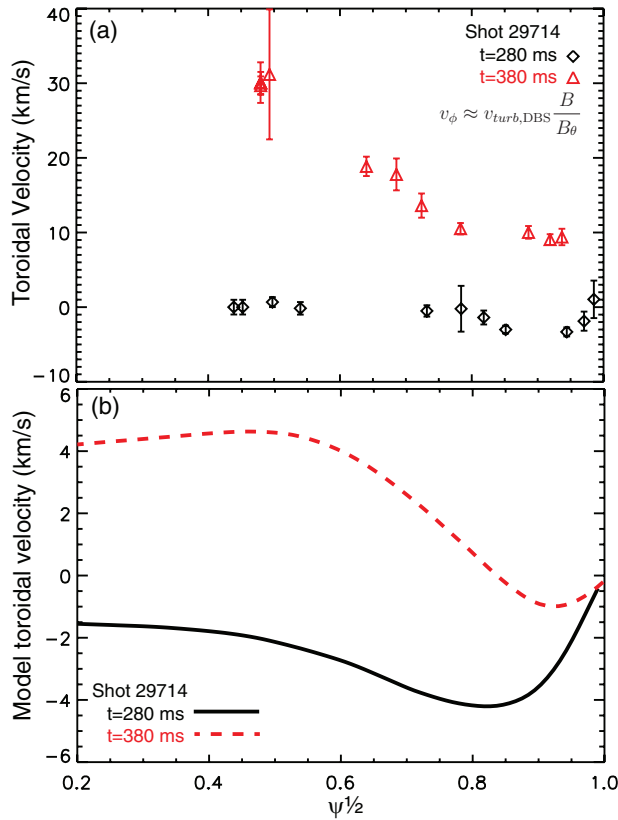 (a)
Shot 29714
t=280 ms
t=380 ms
v_ϕ ≈ v_{turb,DBS} B/B_θ
Toroidal Velocity (km/s)
40
30
20
10
0
−10
(b)
Model toroidal velocity (km/s)
6
4
2
0
−2
−4
−6
Shot 29714
t=280 ms
t=380 ms
0.2 0.4 0.6 0.8 1.0
ψ½